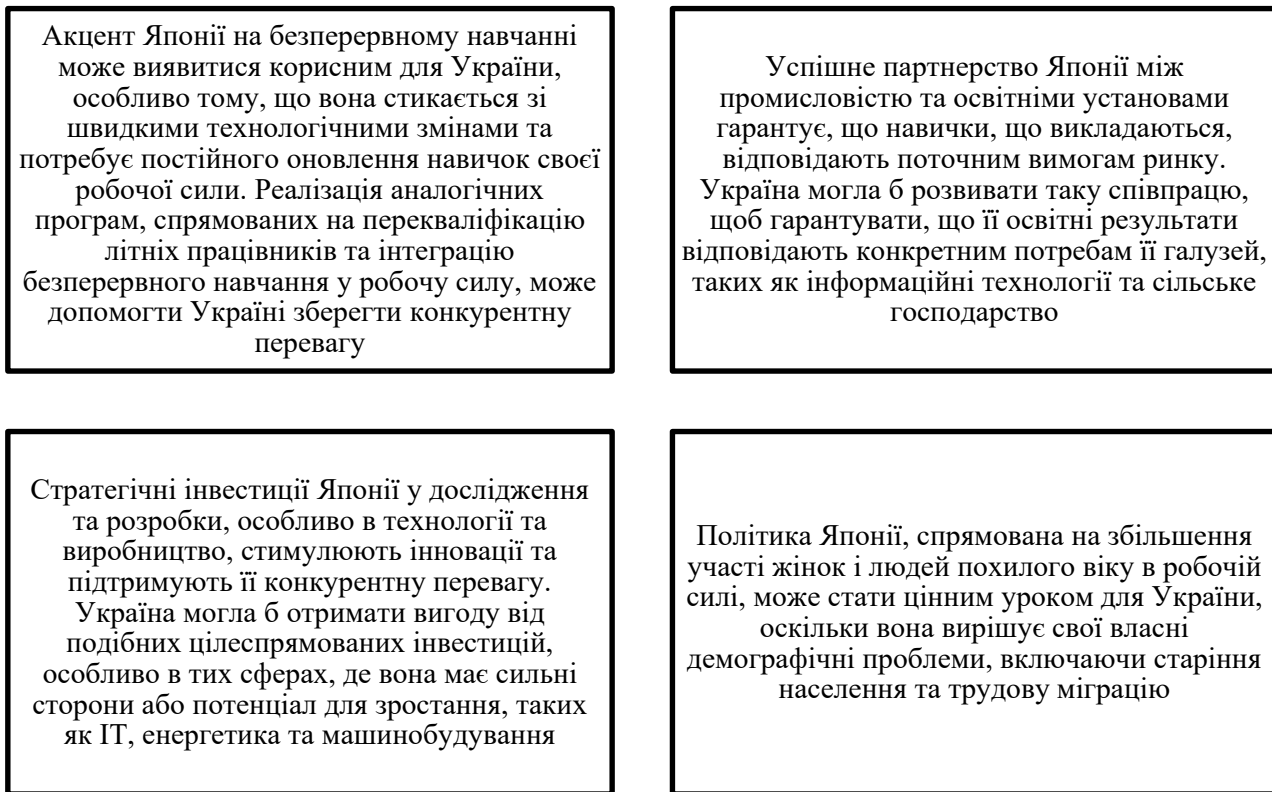 Акцент Японії на безперервному навчанні
може виявитися корисним для України,
особливо тому, що вона стикається зі
швидкими технологічними змінами та
потребує постійного оновлення навичок своєї
робочої сили. Реалізація аналогічних
програм, спрямованих на перекваліфікацію
літніх працівників та інтеграцію
безперервного навчання у робочу силу, може
допомогти Україні зберегти конкурентну
перевагу
Успішне партнерство Японії між
промисловістю та освітніми установами
гарантує, що навички, що викладаються,
відповідають поточним вимогам ринку.
Україна могла б розвивати таку співпрацю,
щоб гарантувати, що її освітні результати
відповідають конкретним потребам її галузей,
таких як інформаційні технології та сільське
господарство
Стратегічні інвестиції Японії у дослідження
та розробки, особливо в технології та
виробництво, стимулюють інновації та
підтримують її конкурентну перевагу.
Україна могла б отримати вигоду від
подібних цілеспрямованих інвестицій,
особливо в тих сферах, де вона має сильні
сторони або потенціал для зростання, таких
як ІТ, енергетика та машинобудування
Політика Японії, спрямована на збільшення
участі жінок і людей похилого віку в робочій
силі, може стати цінним уроком для України,
оскільки вона вирішує свої власні
демографічні проблеми, включаючи старіння
населення та трудову міграцію